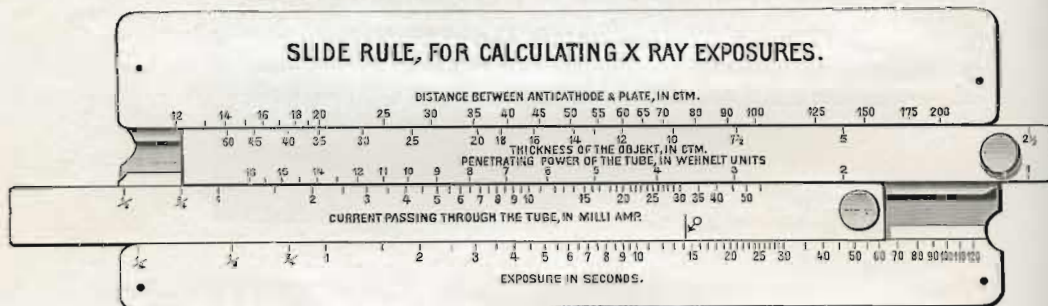 SLIDE RULE, FOR CALCULATING X RAY EXPOSURES.
DISTANCE BETWEEN ANTICATHODE & PLATE, IN CTM.
12 14 16 18 20 25 30 35 40 45 50 55 60 65 70 80 90 100 125 150 175 200
50 45 40 35 30 25 20 18 16 14 12 10 7½ 5 2½
THICKNESS OF THE OBJEKT, IN CTM.
PENETRATING POWER OF THE TUBE, IN WEHNELT UNITS
15 14 12 11 10 9 8 7 6 5 4 3 2 1
1 2 3 4 5 6 7 8 9 10 15 20 25 30 35 40 50
CURRENT PASSING THROUGH THE TUBE, IN MILLI AMP.
1 2 3 4 5 6 7 8 9 10 15 20 25 30 40 50 60 70 80 90 100 110 120
EXPOSURE IN SECONDS.